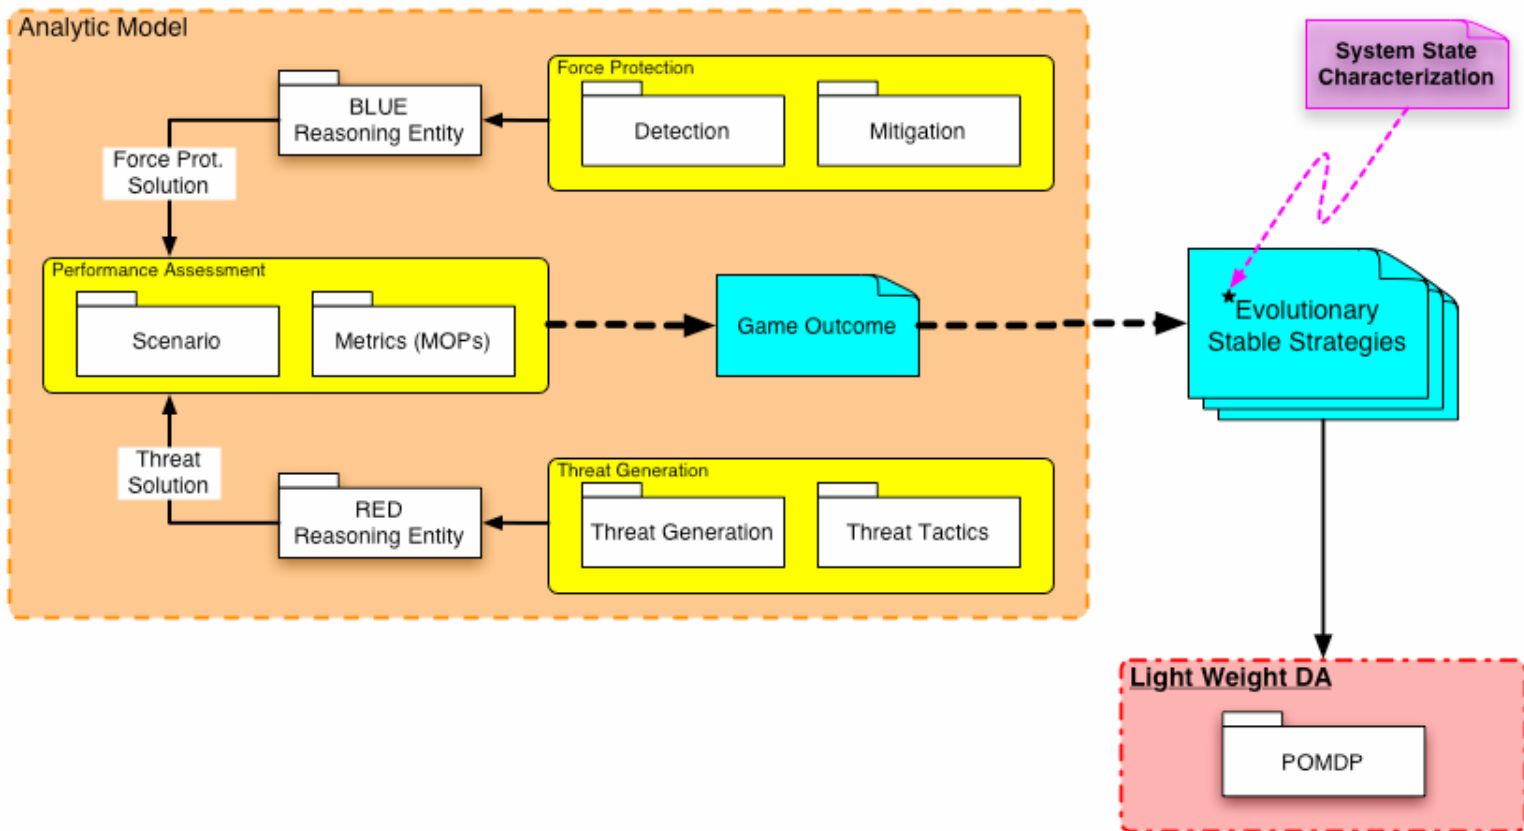 Analytic Model
System State
Characterization
Force Protection
BLUE
Reasoning Entity
Detection
Mitigation
Force Prot.
Solution
Performance Assessment
Scenario
Metrics (MOPs)
Game Outcome
Evolutionary
Stable Strategies
Threat
Solution
Threat Generation
RED
Reasoning Entity
Threat Generation
Threat Tactics
Light Weight DA
POMDP